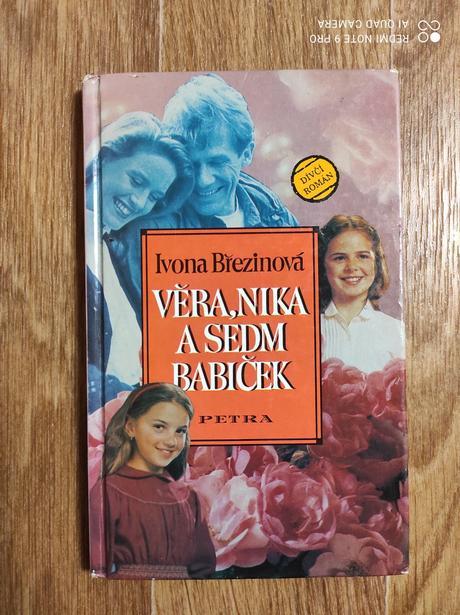 REDMI NOTE 9 PRO
AI QUAD CAMERA
DÍVČÍ
ROMÁN
Ivona Březinová
VĚRA, NIKA
A SEDM
BABIČEK
PETRA